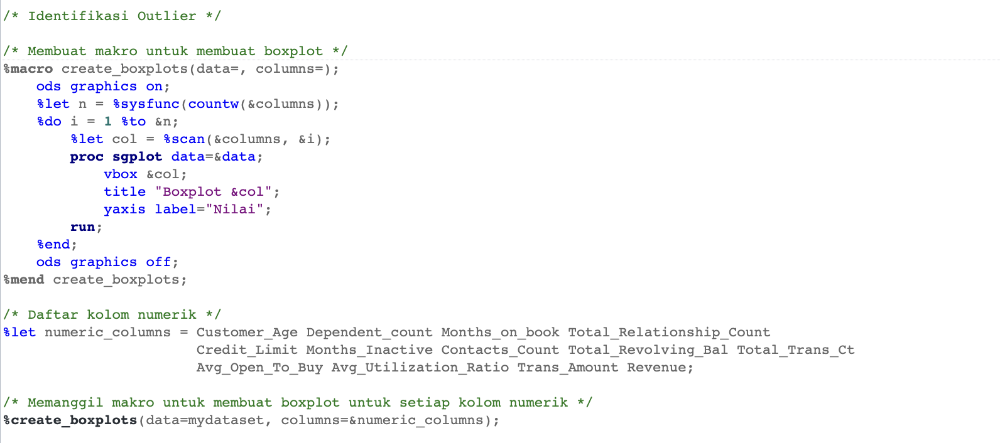 /* Identifikasi Outlier */
/* Membuat makro untuk membuat boxplot */
%macro create_boxplots(data=, columns=);
ods graphics on;
%let n = %sysfunc(countw(&columns));
%do i = 1 %to &n;
%let col = %scan(&columns, &i);
proc sgplot data=&data;
vbox &col;
title "Boxplot &col";
yaxis label="Nilai";
run;
%end;
ods graphics off;
%mend create_boxplots;
/* Daftar kolom numerik */
%let numeric_columns = Customer_Age Dependent_count Months_on_book Total_Relationship_Count
Credit_Limit Months_Inactive Contacts_Count Total_Revolving_Bal Total_Trans_Ct
Avg_Open_To_Buy Avg_Utilization_Ratio Trans_Amount Revenue;
/* Memanggil makro untuk membuat boxplot untuk setiap kolom numerik */
%create_boxplots(data=mydataset, columns=&numeric_columns);